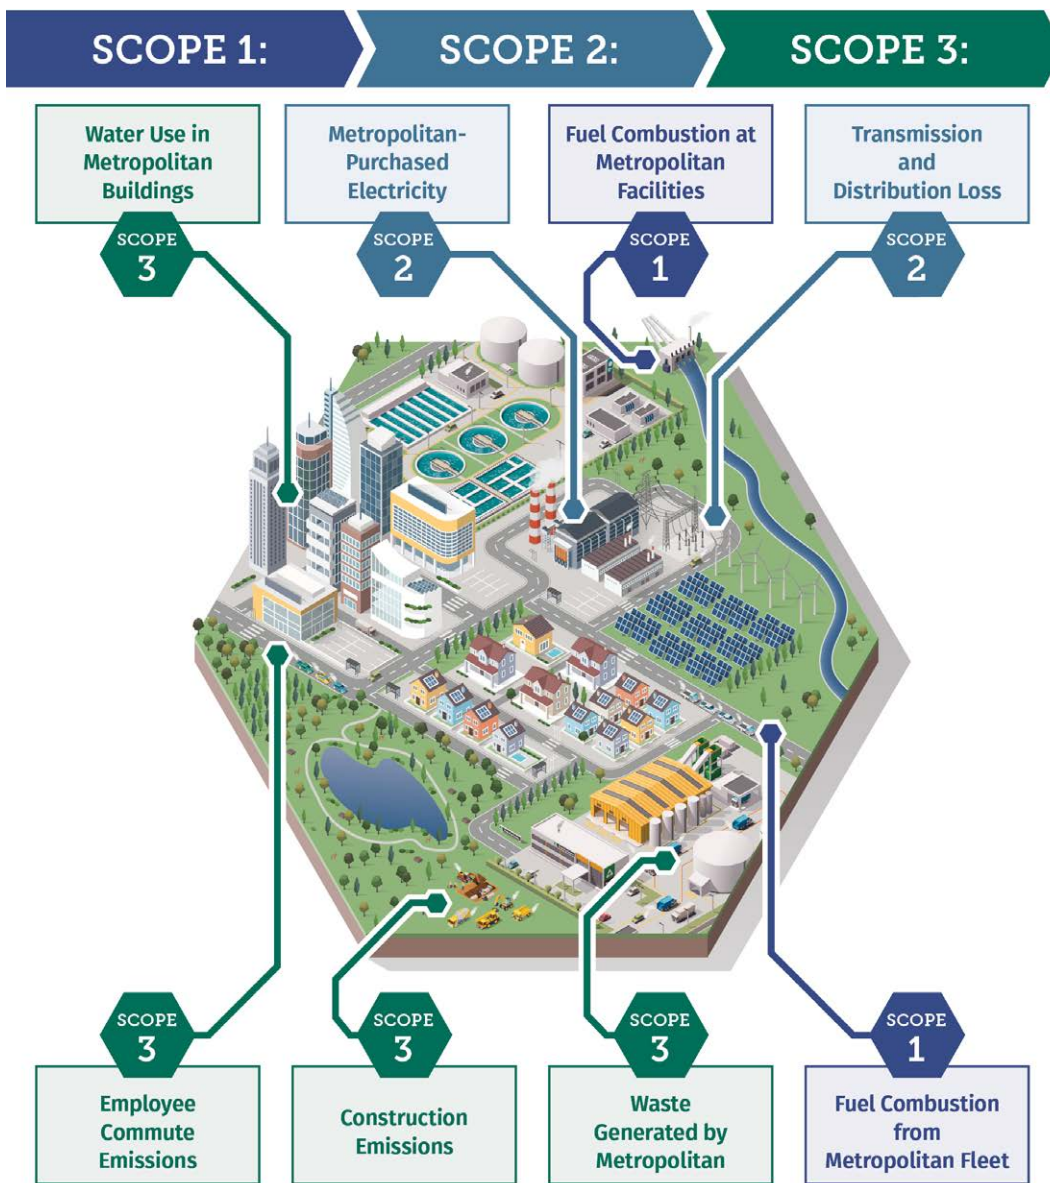 SCOPE 1:
SCOPE 2:
SCOPE 3:
Water Use in
Metropolitan
Buildings
Metropolitan-
Purchased
Electricity
Fuel Combustion at
Metropolitan
Facilities
Transmission
and
Distribution Loss
SCOPE
3
SCOPE
2
SCOPE
1
SCOPE
2
SCOPE
3
SCOPE
3
SCOPE
3
SCOPE
1
Employee
Commute
Emissions
Construction
Emissions
Waste
Generated by
Metropolitan
Fuel Combustion
from
Metropolitan Fleet